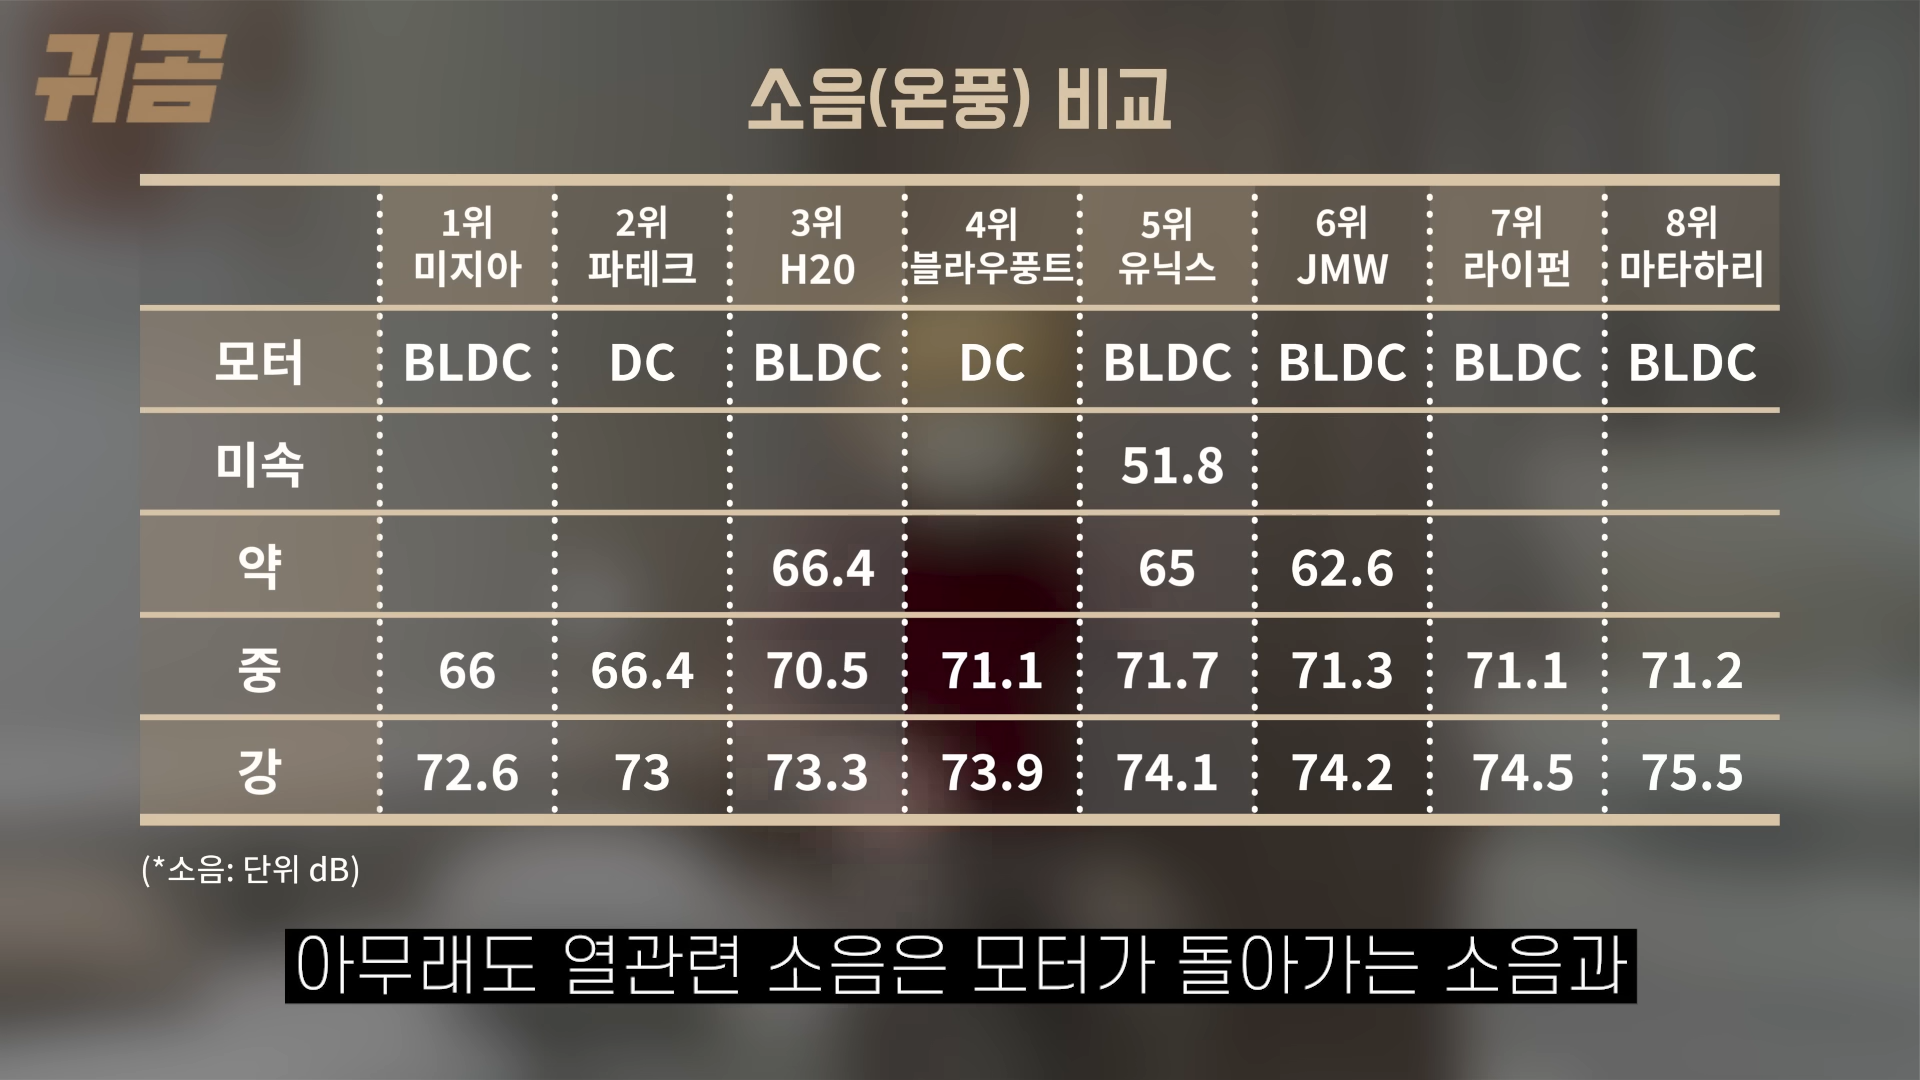 귀곰
소음(온풍) 비교
1위 미지아 2위 파테크 3위 H20 4위 블라우풍트 5위 유닉스 6위 JMW 7위 라이펀 8위 마타하리
모터 BLDC DC BLDC DC BLDC BLDC BLDC BLDC
미속 51.8
약 66.4 65 62.6
중 66 66.4 70.5 71.1 71.7 71.3 71.1 71.2
강 72.6 73 73.3 73.9 74.1 74.2 74.5 75.5
(*소음: 단위 dB)
아무래도 열관련 소음은 모터가 돌아가는 소음과